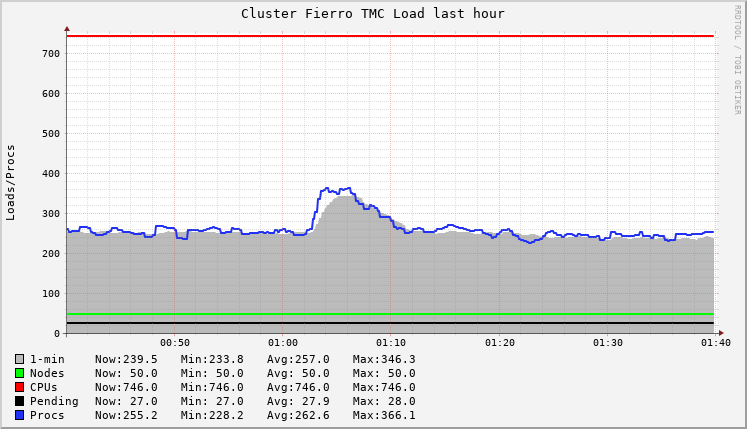 Cluster Fierro TMC Load last hour
RRDTOOL / TOBI OETIKER
Loads/Procs
700
600
500
400
300
200
100
0
00:50 01:00 01:10 01:20 01:30 01:40
1-min Now:239.5 Min:233.8 Avg:257.0 Max:346.3
Nodes Now: 50.0 Min: 50.0 Avg: 50.0 Max: 50.0
CPUs Now:746.0 Min:746.0 Avg:746.0 Max:746.0
Pending Now: 27.0 Min: 27.0 Avg: 27.9 Max: 28.0
Procs Now:255.2 Min:228.2 Avg:262.6 Max:366.1